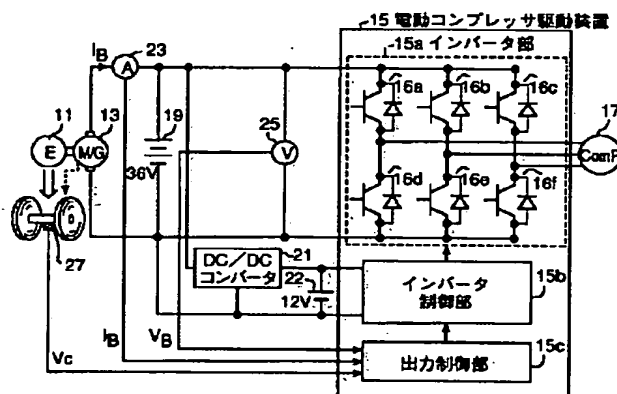 15 電動コンプレッサ駆動装置
15a インバータ部
I_B
23
A
11
13
E
M/G
19
36V
25
V
16a
16b
16c
17
ComP
16d
16e
16f
27
21
DC/DC
コンバータ
22
12V
インバータ
制御部
15b
I_B
V_B
Vc
出力制御部
15c